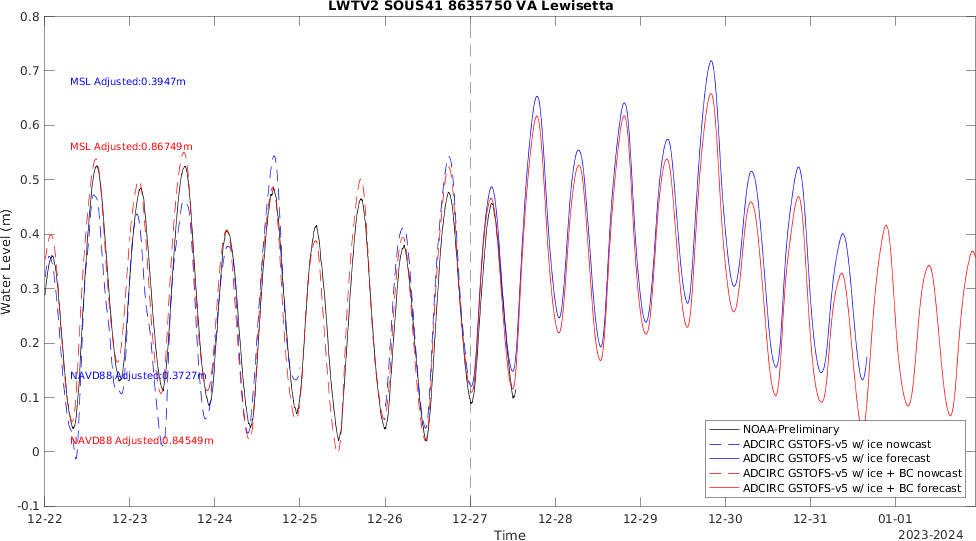 LWTV2 SOUS41 8635750 VA Lewisetta
0.8
0.7
0.6
0.5
0.4
0.3
0.2
0.1
0
-0.1
Water Level (m)
MSL Adjusted:0.3947m
MSL Adjusted:0.86749m
NAVD88 Adjusted:0.3727m
NAVD88 Adjusted:0.84549m
NOAA-Preliminary
ADCIRC GSTOFS-v5 w/ ice nowcast
ADCIRC GSTOFS-v5 w/ ice forecast
ADCIRC GSTOFS-v5 w/ ice + BC nowcast
ADCIRC GSTOFS-v5 w/ ice + BC forecast
12-22 12-23 12-24 12-25 12-26 12-27 12-28 12-29 12-30 12-31 01-01
Time
2023-2024